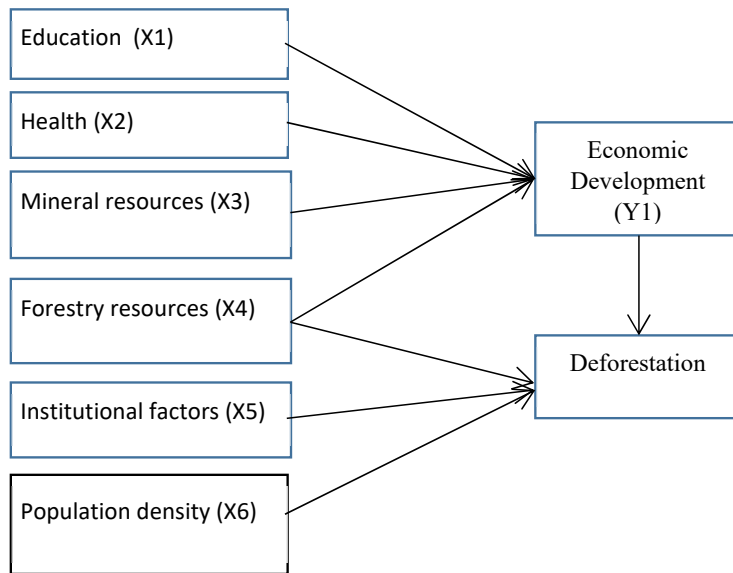 Education  (X1)
Health (X2)
Mineral resources (X3)
Forestry resources (X4)
Institutional factors (X5)
Population density (X6)
Economic
Development
(Y1)
Deforestation